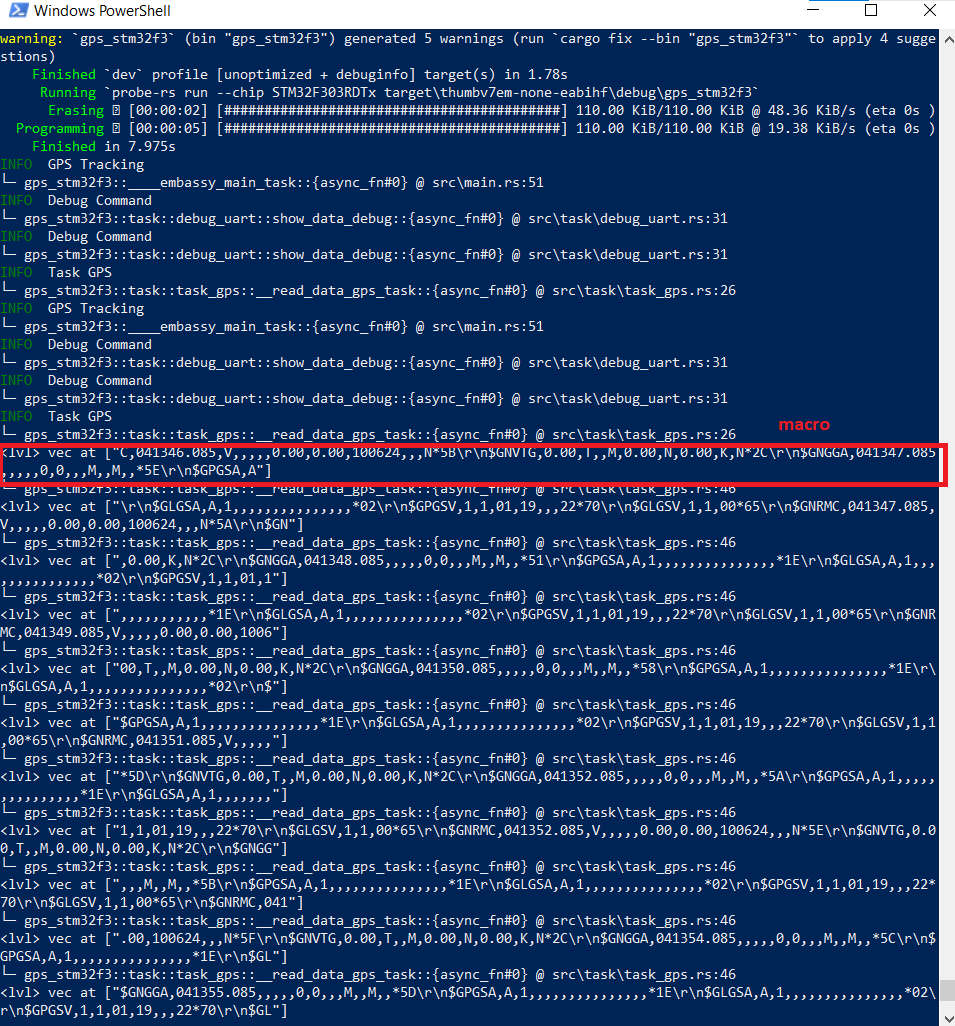 Windows PowerShell
warning: `gps_stm32f3` (bin "gps_stm32f3") generated 5 warnings (run `cargo fix --bin "gps_stm32f3"` to apply 4 sugge
stions)
Finished `dev` profile [unoptimized + debuginfo] target(s) in 1.78s
Running `probe-rs run --chip STM32F303RDTx target\thumbv7em-none-eabihf\debug\gps_stm32f3`
Erasing [00:00:02] [##########################################] 110.00 KiB/110.00 KiB @ 48.36 KiB/s (eta 0s )
Programming [00:00:05] [##########################################] 110.00 KiB/110.00 KiB @ 19.38 KiB/s (eta 0s )
Finished in 7.975s
INFO  GPS Tracking
└─ gps_stm32f3::____embassy_main_task::{async_fn#0} @ src\main.rs:51
INFO  Debug Command
└─ gps_stm32f3::task::debug_uart::show_data_debug::{async_fn#0} @ src\task\debug_uart.rs:31
INFO  Debug Command
└─ gps_stm32f3::task::debug_uart::show_data_debug::{async_fn#0} @ src\task\debug_uart.rs:31
INFO  Task GPS
└─ gps_stm32f3::task::task_gps::__read_data_gps_task::{async_fn#0} @ src\task\task_gps.rs:26
INFO  GPS Tracking
└─ gps_stm32f3::____embassy_main_task::{async_fn#0} @ src\main.rs:51
INFO  Debug Command
└─ gps_stm32f3::task::debug_uart::show_data_debug::{async_fn#0} @ src\task\debug_uart.rs:31
INFO  Debug Command
└─ gps_stm32f3::task::debug_uart::show_data_debug::{async_fn#0} @ src\task\debug_uart.rs:31
INFO  Task GPS
macro
└─ gps_stm32f3::task::task_gps::__read_data_gps_task::{async_fn#0} @ src\task\task_gps.rs:26
<lvl> vec at ["C,041346.085,V,,,,,0.00,0.00,100624,,,N*5B\r\n$GNVTG,0.00,T,,M,0.00,N,0.00,K,N*2C\r\n$GNGGA,041347.085
,,,,,0,0,,,M,,M,,*5E\r\n$GPGSA,A"]
└─ gps_stm32f3::task::task_gps::__read_data_gps_task::{async_fn#0} @ src\task\task_gps.rs:46
<lvl> vec at ["\r\n$GLGSA,A,1,,,,,,,,,,,,,,,*02\r\n$GPGSV,1,1,01,19,,,22*70\r\n$GLGSV,1,1,00*65\r\n$GNRMC,041347.085,
V,,,,,0.00,0.00,100624,,,N*5A\r\n$GN"]
└─ gps_stm32f3::task::task_gps::__read_data_gps_task::{async_fn#0} @ src\task\task_gps.rs:46
<lvl> vec at [",0.00,K,N*2C\r\n$GNGGA,041348.085,,,,,0,0,,,M,,M,,*51\r\n$GPGSA,A,1,,,,,,,,,,,,,,,*1E\r\n$GLGSA,A,1,,,
,,,,,,,,,,,,*02\r\n$GPGSV,1,1,01,1"]
└─ gps_stm32f3::task::task_gps::__read_data_gps_task::{async_fn#0} @ src\task\task_gps.rs:46
<lvl> vec at [",,,,,,,,,,,*1E\r\n$GLGSA,A,1,,,,,,,,,,,,,,,*02\r\n$GPGSV,1,1,01,19,,,22*70\r\n$GLGSV,1,1,00*65\r\n$GNR
MC,041349.085,V,,,,,0.00,0.00,1006"]
└─ gps_stm32f3::task::task_gps::__read_data_gps_task::{async_fn#0} @ src\task\task_gps.rs:46
<lvl> vec at ["00,T,,M,0.00,N,0.00,K,N*2C\r\n$GNGGA,041350.085,,,,,0,0,,,M,,M,,*58\r\n$GPGSA,A,1,,,,,,,,,,,,,,,*1E\r\
n$GLGSA,A,1,,,,,,,,,,,,,,,*02\r\n$"]
└─ gps_stm32f3::task::task_gps::__read_data_gps_task::{async_fn#0} @ src\task\task_gps.rs:46
<lvl> vec at ["$GPGSA,A,1,,,,,,,,,,,,,,,*1E\r\n$GLGSA,A,1,,,,,,,,,,,,,,,*02\r\n$GPGSV,1,1,01,19,,,22*70\r\n$GLGSV,1,1
,00*65\r\n$GNRMC,041351.085,V,,,,,"]
└─ gps_stm32f3::task::task_gps::__read_data_gps_task::{async_fn#0} @ src\task\task_gps.rs:46
<lvl> vec at ["*5D\r\n$GNVTG,0.00,T,,M,0.00,N,0.00,K,N*2C\r\n$GNGGA,041352.085,,,,,0,0,,,M,,M,,*5A\r\n$GPGSA,A,1,,,,,
,,,,,,,,,,*1E\r\n$GLGSA,A,1,,,,,,,"]
└─ gps_stm32f3::task::task_gps::__read_data_gps_task::{async_fn#0} @ src\task\task_gps.rs:46
<lvl> vec at ["1,1,01,19,,,22*70\r\n$GLGSV,1,1,00*65\r\n$GNRMC,041352.085,V,,,,,0.00,0.00,100624,,,N*5E\r\n$GNVTG,0.0
0,T,,M,0.00,N,0.00,K,N*2C\r\n$GNGG"]
└─ gps_stm32f3::task::task_gps::__read_data_gps_task::{async_fn#0} @ src\task\task_gps.rs:46
<lvl> vec at [",,,M,,M,,*5B\r\n$GPGSA,A,1,,,,,,,,,,,,,,,*1E\r\n$GLGSA,A,1,,,,,,,,,,,,,,,*02\r\n$GPGSV,1,1,01,19,,,22*
70\r\n$GLGSV,1,1,00*65\r\n$GNRMC,041"]
└─ gps_stm32f3::task::task_gps::__read_data_gps_task::{async_fn#0} @ src\task\task_gps.rs:46
<lvl> vec at [".00,100624,,,N*5F\r\n$GNVTG,0.00,T,,M,0.00,N,0.00,K,N*2C\r\n$GNGGA,041354.085,,,,,0,0,,,M,,M,,*5C\r\n$
GPGSA,A,1,,,,,,,,,,,,,,,*1E\r\n$GL"]
└─ gps_stm32f3::task::task_gps::__read_data_gps_task::{async_fn#0} @ src\task\task_gps.rs:46
<lvl> vec at ["$GNGGA,041355.085,,,,,0,0,,,M,,M,,*5D\r\n$GPGSA,A,1,,,,,,,,,,,,,,,*1E\r\n$GLGSA,A,1,,,,,,,,,,,,,,,*02
\r\n$GPGSV,1,1,01,19,,,22*70\r\n$GL"]